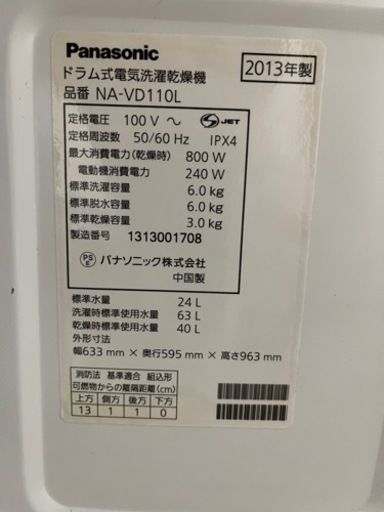 Panasonic
2013年製
ドラム式電気洗濯乾燥機
品番 NA-VD110L
定格電圧 100 V ～ S JET
定格周波数 50/60 Hz IPX4
最大消費電力(乾燥時) 800 W
電動機消費電力 240 W
標準洗濯容量 6.0 kg
標準脱水容量 6.0 kg
標準乾燥容量 3.0 kg
製造番号 1313001708
PS E パナソニック株式会社
中国製
標準水量 24 L
洗濯時標準使用水量 63 L
乾燥時標準使用水量 40 L
外形寸法
幅633 mm × 奥行595 mm × 高さ963 mm
消防法 基準適合 組込形
可燃物からの離隔距離(cm)
上方 側方 後方 下方
13 1 1 0